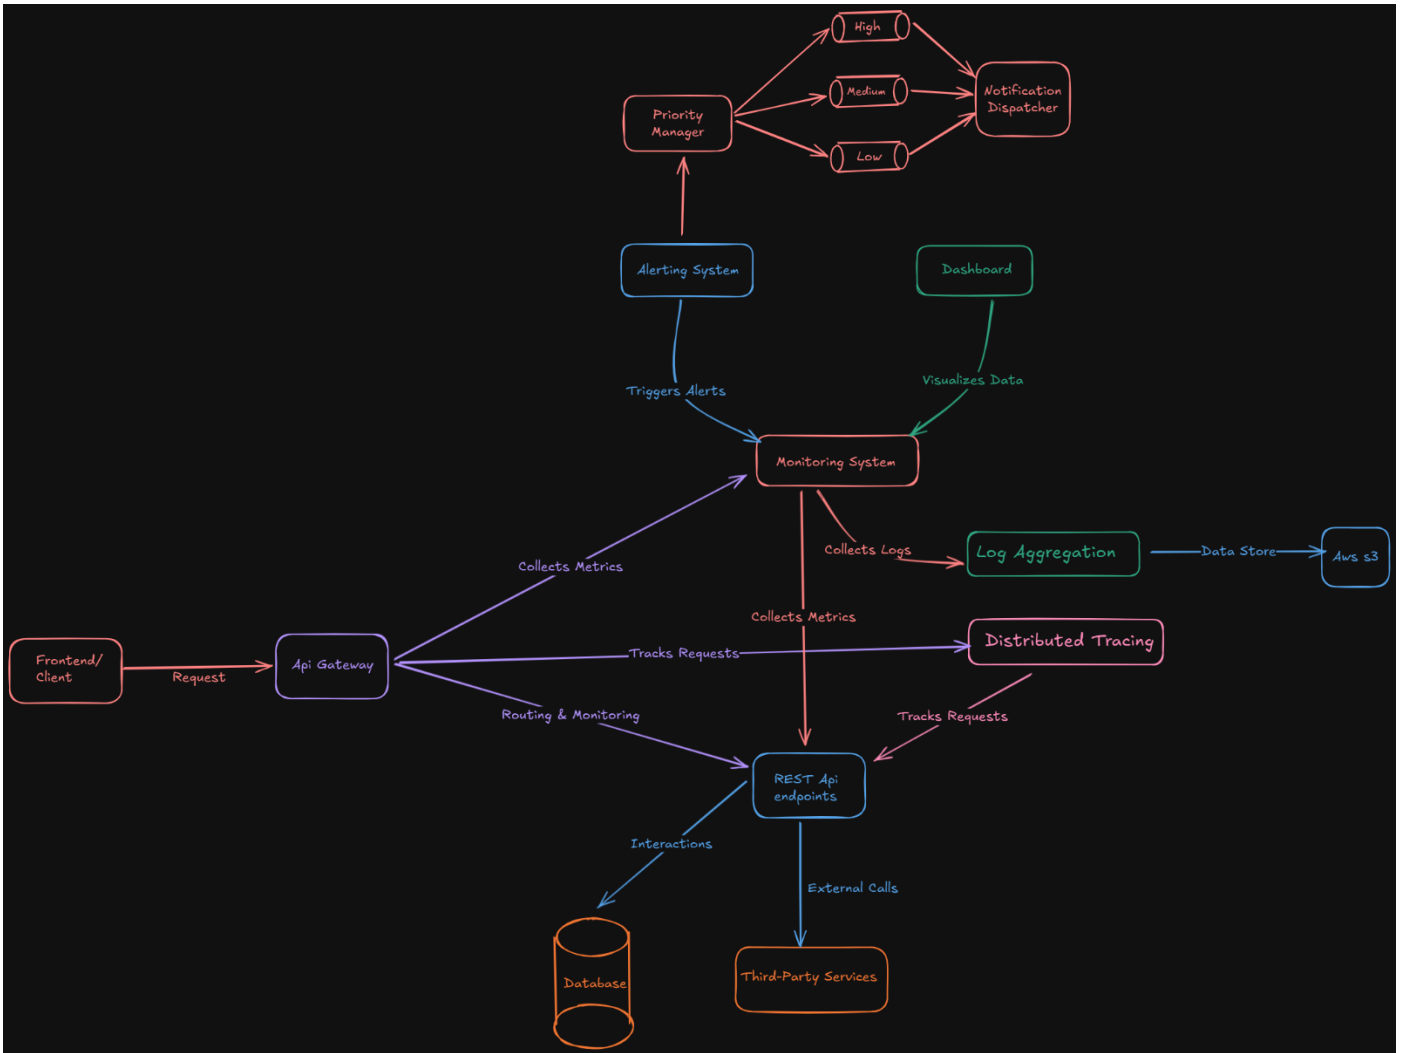 High
Medium
Low
Notification
Dispatcher
Priority
Manager
Alerting System
Dashboard
Triggers Alerts
Visualizes Data
Monitoring System
Collects Logs
Log Aggregation
Data Store
Aws s3
Collects Metrics
Collects Metrics
Frontend/
Client
Request
Api Gateway
Tracks Requests
Distributed Tracing
Routing & Monitoring
Tracks Requests
REST Api
endpoints
Interactions
External Calls
Database
Third-Party Services